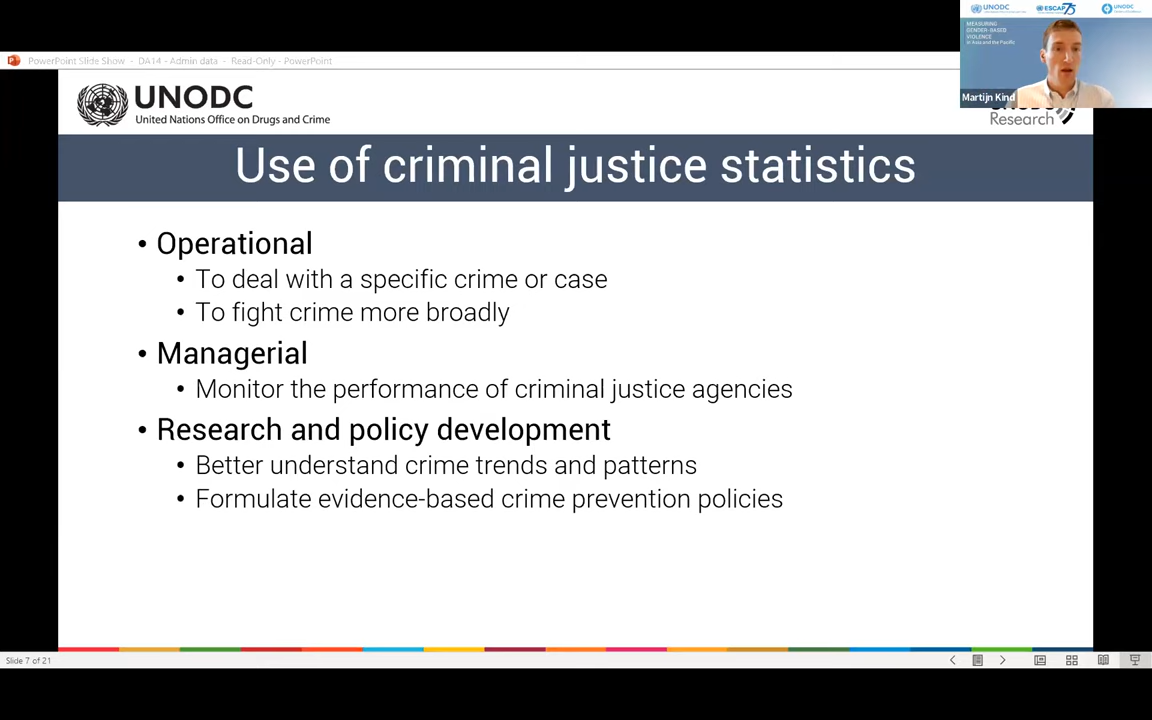 PowerPoint Slide Show - DA14 - Admin data - Read-Only - PowerPoint
UNODC
ESCAP75
UNODC
MEASURING
GENDER-BASED
VIOLENCE
in Asia and the Pacific
Martijn Kind
UNODC
United Nations Office on Drugs and Crime
Research
Use of criminal justice statistics
• Operational
• To deal with a specific crime or case
• To fight crime more broadly
• Managerial
• Monitor the performance of criminal justice agencies
• Research and policy development
• Better understand crime trends and patterns
• Formulate evidence-based crime prevention policies
Slide 7 of 21